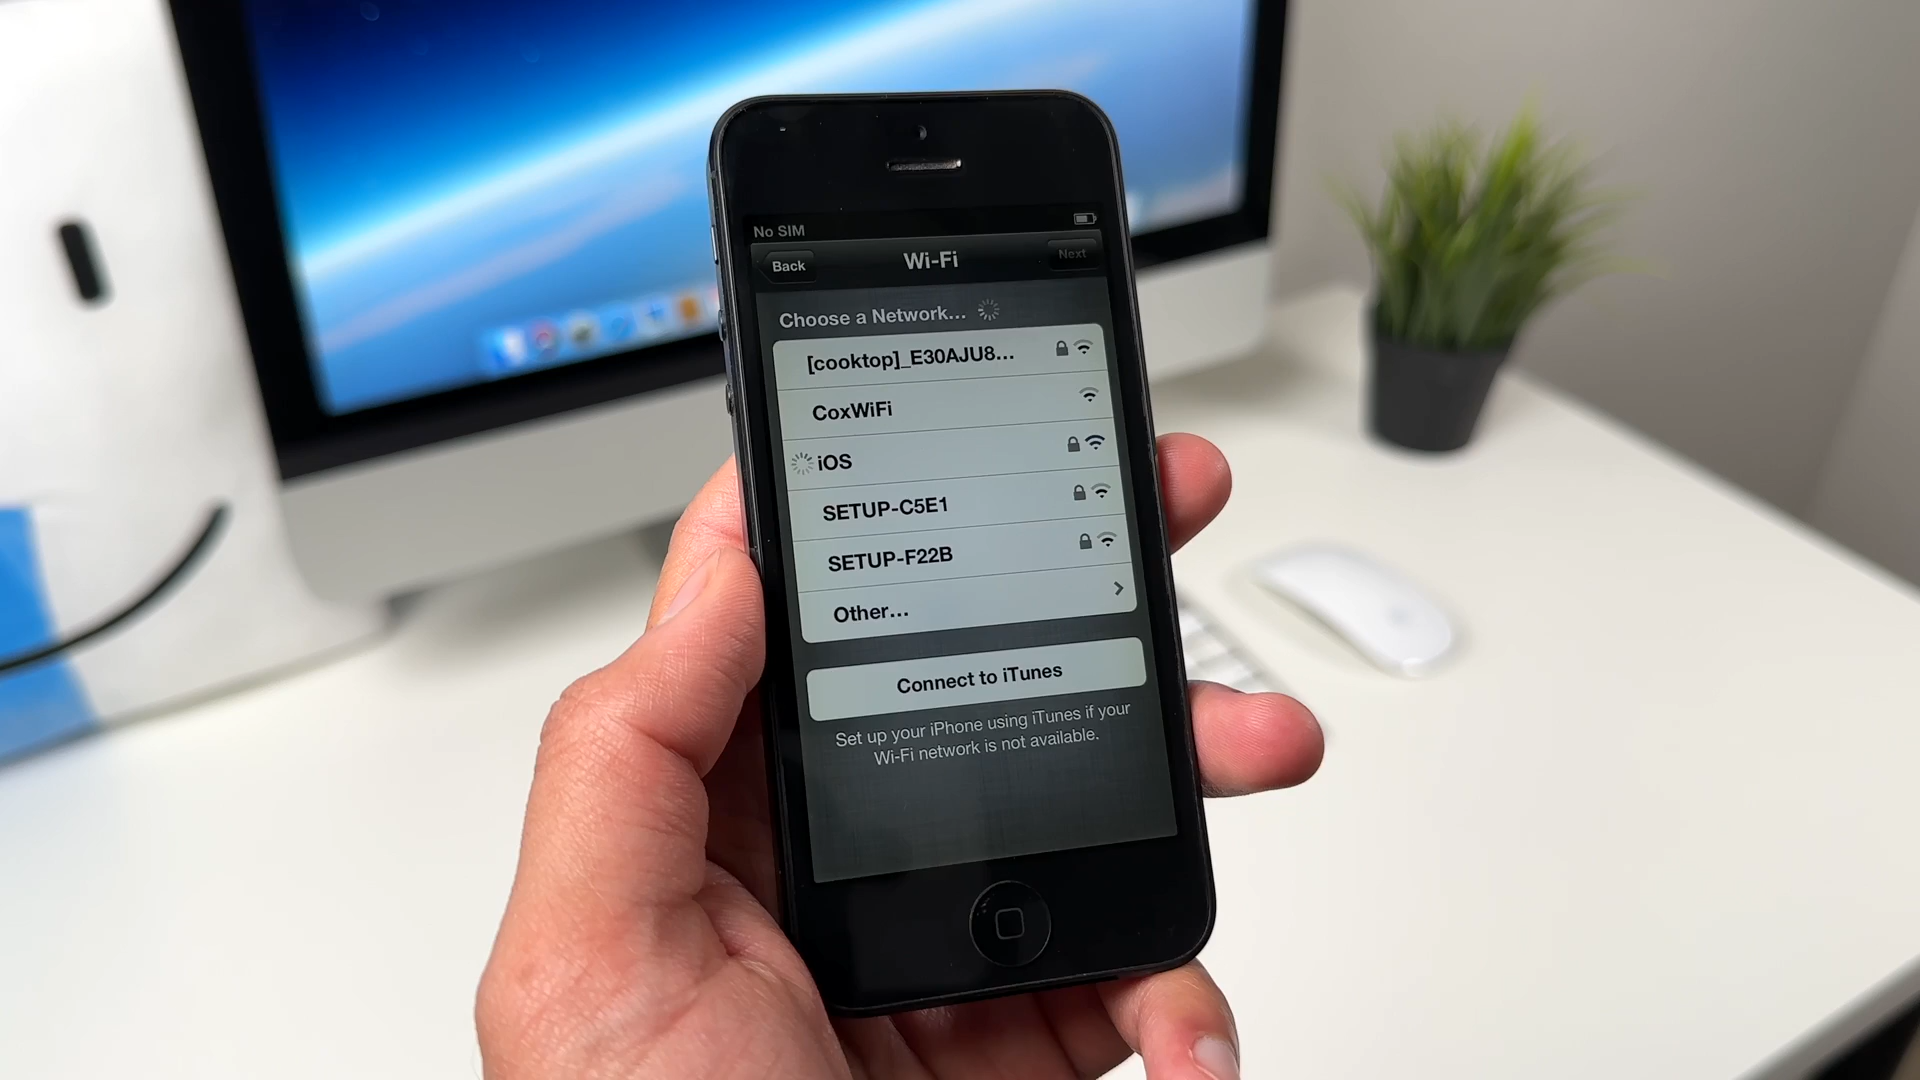 No SIM
Back
Wi-Fi
Next
Choose a Network...
[cooktop]_E30AJU8...
CoxWiFi
iOS
SETUP-C5E1
SETUP-F22B
Other...
Connect to iTunes
Set up your iPhone using iTunes if your
Wi-Fi network is not available.